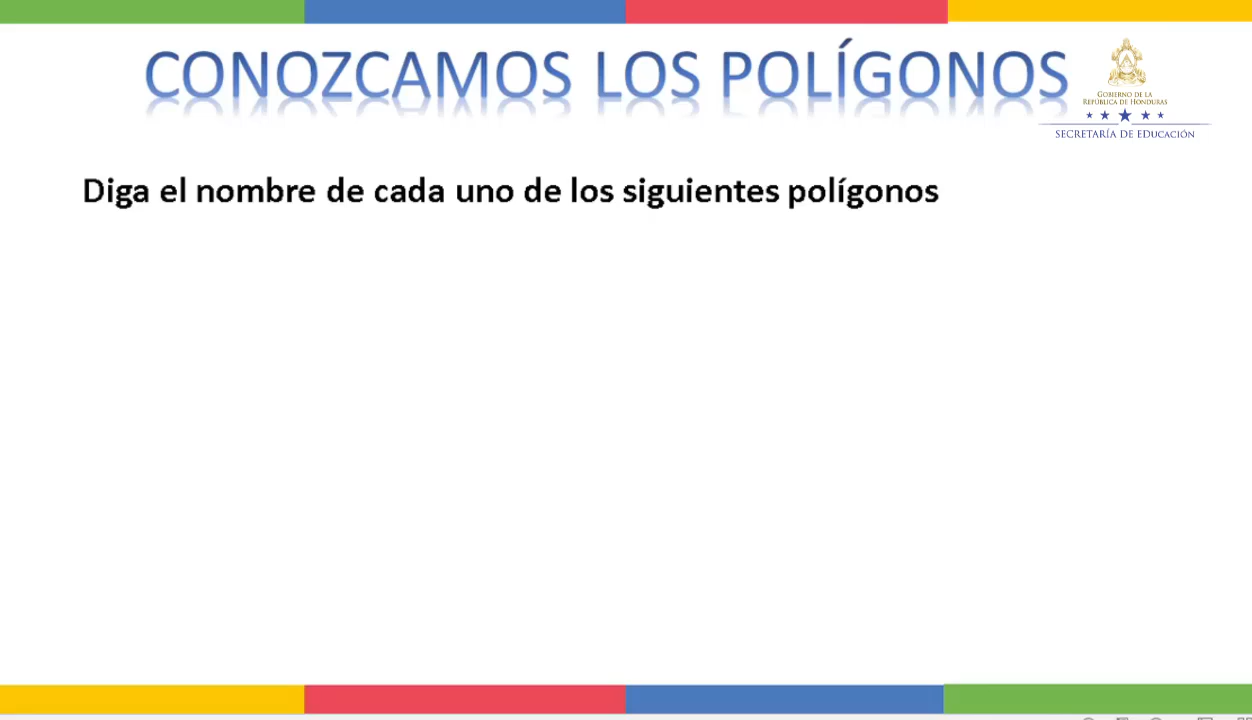 CONOZCAMOS LOS POLÍGONOS
GOBIERNO DE LA
REPÚBLICA DE HONDURAS
SECRETARÍA DE EDUCACIÓN
Diga el nombre de cada uno de los siguientes polígonos